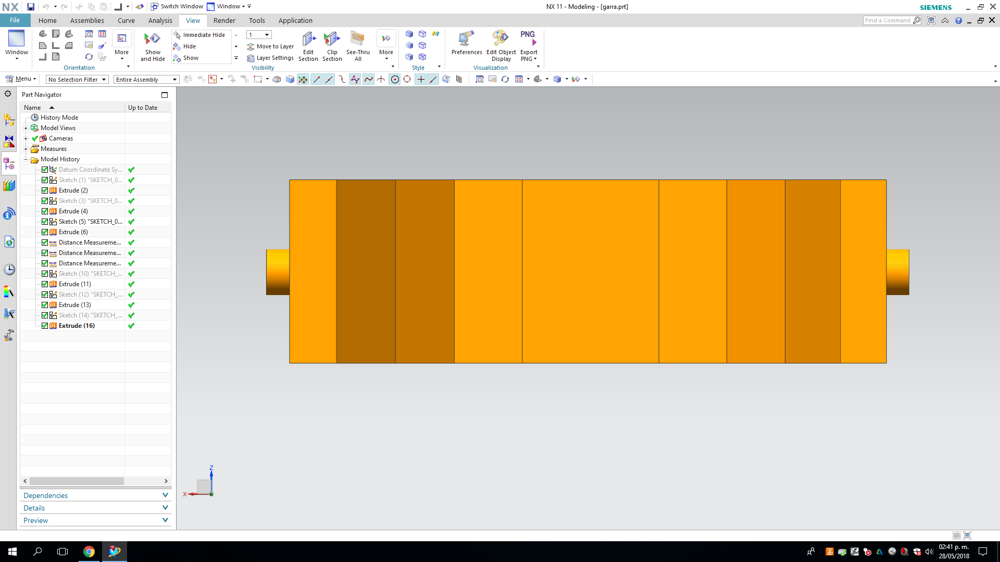 NX
Switch Window
Window
NX 11 - Modeling - [garra.prt]
SIEMENS
File
Home
Assemblies
Curve
Analysis
View
Render
Tools
Application
Find a Command
Window
More
Orientation
Show and Hide
Immediate Hide
Hide
Show
1
Move to Layer
Layer Settings
Visibility
Edit Section
Clip Section
See-Thru All
More
Style
Preferences
Edit Object Display
PNG
Export PNG
Visualization
Menu
No Selection Filter
Entire Assembly
Part Navigator
Name
Up to Date
History Mode
Model Views
Cameras
Measures
Model History
Datum Coordinate Sy...
Sketch (1) "SKETCH_0...
Extrude (2)
Sketch (3) "SKETCH_0...
Extrude (4)
Sketch (5) "SKETCH_0...
Extrude (6)
Distance Measureme...
Distance Measureme...
Distance Measureme...
Sketch (10) "SKETCH_...
Extrude (11)
Sketch (12) "SKETCH_...
Extrude (13)
Sketch (14) "SKETCH_...
Extrude (16)
Dependencies
Details
Preview
Z
X
02:41 p. m.
28/05/2018